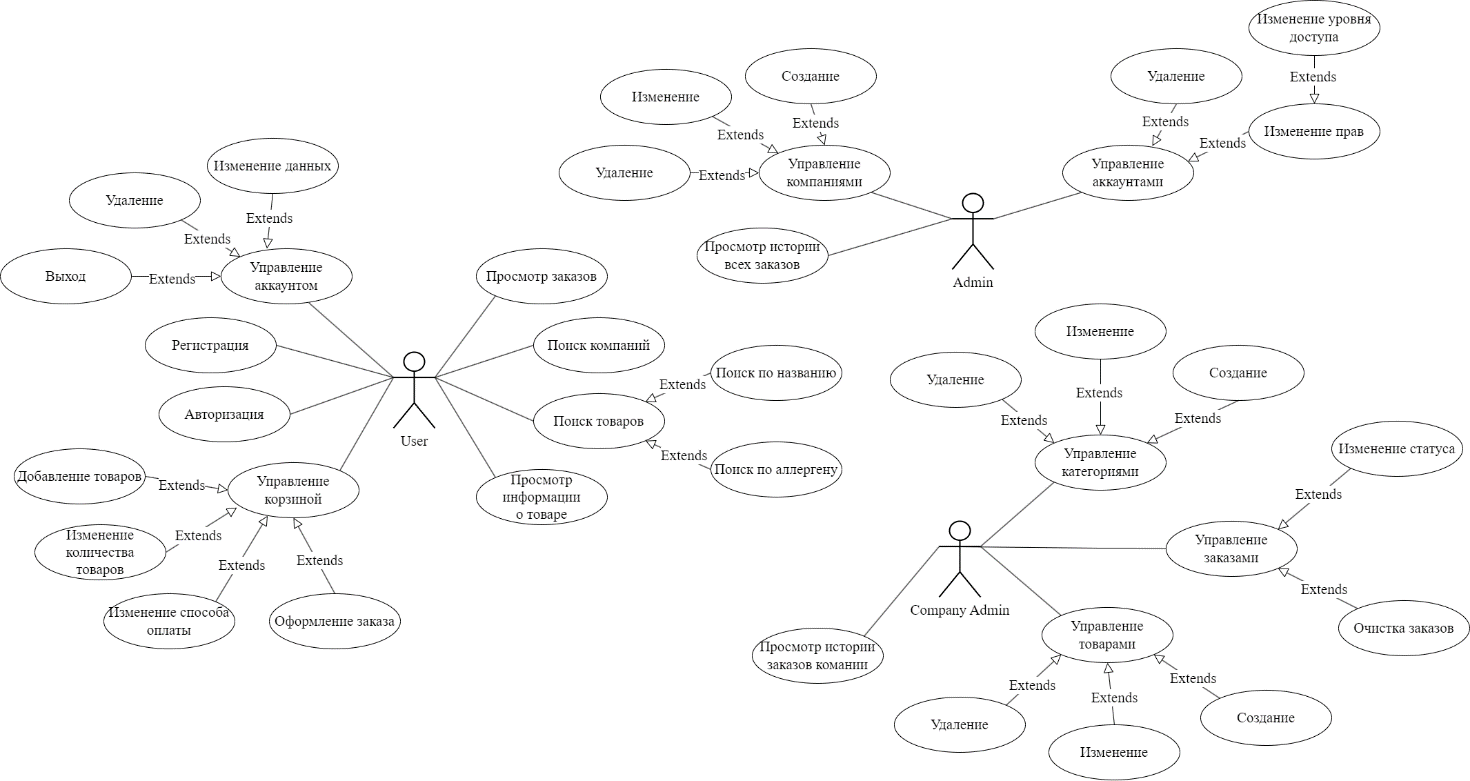 Изменение уровня
доступа
Extends
Создание
Удаление
Изменение
Extends
Extends
Изменение прав
Extends
Extends
Управление
компаниями
Управление
аккаунтами
Удаление
Extends
Просмотр истории
всех заказов
Admin
Изменение данных
Удаление
Extends
Extends
Выход
Extends
Управление
аккаунтом
Просмотр заказов
Регистрация
Поиск компаний
Авторизация
User
Поиск товаров
Extends
Поиск по названию
Extends
Поиск по аллергену
Просмотр
информации
о товаре
Добавление товаров
Extends
Управление
корзиной
Изменение
количества
товаров
Extends
Extends
Extends
Изменение способа
оплаты
Оформление заказа
Изменение
Удаление
Создание
Extends
Extends
Extends
Управление
категориями
Изменение статуса
Extends
Управление
заказами
Extends
Очистка заказов
Company Admin
Просмотр истории
заказов комании
Управление
товарами
Extends
Extends
Extends
Удаление
Изменение
Создание